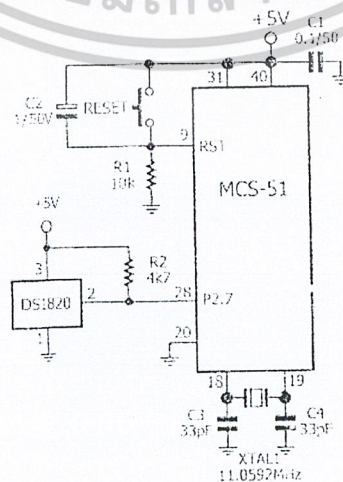 +5V
C1
0.1/50
31
40
C2
1/50V
RESET
9
RST
R1
10k
MCS-51
+5V
3
R2
4k7
DS1820
2
28
P2.7
1
20
18
19
C3
33pF
C4
33pF
XTAL1
11.0592MHz